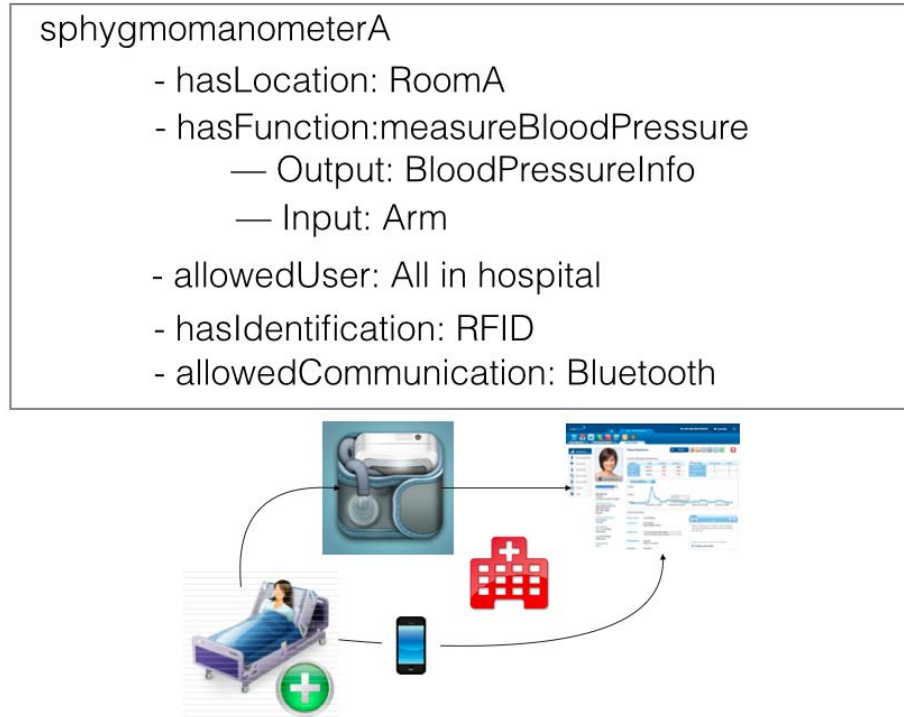 sphygmomanometerA
- hasLocation: RoomA
- hasFunction:measureBloodPressure
— Output: BloodPressureInfo
— Input: Arm
- allowedUser: All in hospital
- hasIdentification: RFID
- allowedCommunication: Bluetooth